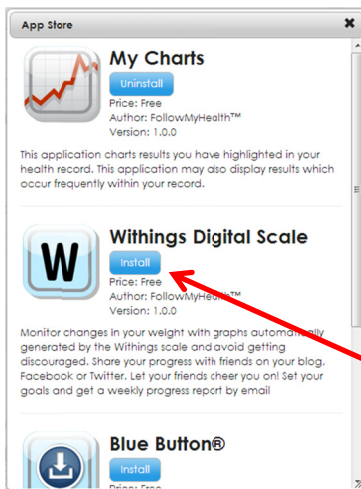 App Store
My Charts
Uninstall
Price: Free
Author: FollowMyHealth™
Version: 1.0.0
This application charts results you have highlighted in your
health record. This application may also display results which
occur frequently within your record.
W
Withings Digital Scale
Install
Price: Free
Author: FollowMyHealth™
Version: 1.0.0
Monitor changes in your weight with graphs automatically
generated by the Withings scale and avoid getting
discouraged. Share your progress with friends on your blog,
Facebook or Twitter. Let your friends cheer you on! Set your
goals and get a weekly progress report by email
Blue Button®
Install
Price: Free